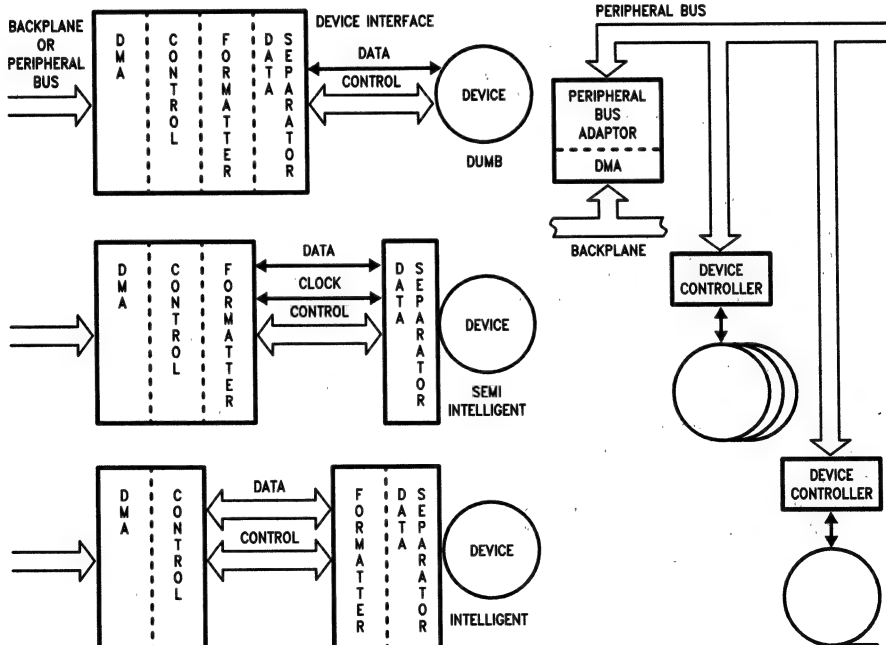 BACKPLANE
OR
PERIPHERAL
BUS
DMA
CONTROL
FORMATTER
DATA
SEPARATOR
DEVICE INTERFACE
DATA
CONTROL
DEVICE
DUMB
DMA
CONTROL
FORMATTER
DATA
CLOCK
CONTROL
DATA
SEPARATOR
DEVICE
SEMI
INTELLIGENT
DMA
CONTROL
DATA
CONTROL
FORMATTER
DATA
SEPARATOR
DEVICE
INTELLIGENT
PERIPHERAL BUS
PERIPHERAL
BUS
ADAPTOR
DMA
BACKPLANE
DEVICE
CONTROLLER
DEVICE
CONTROLLER